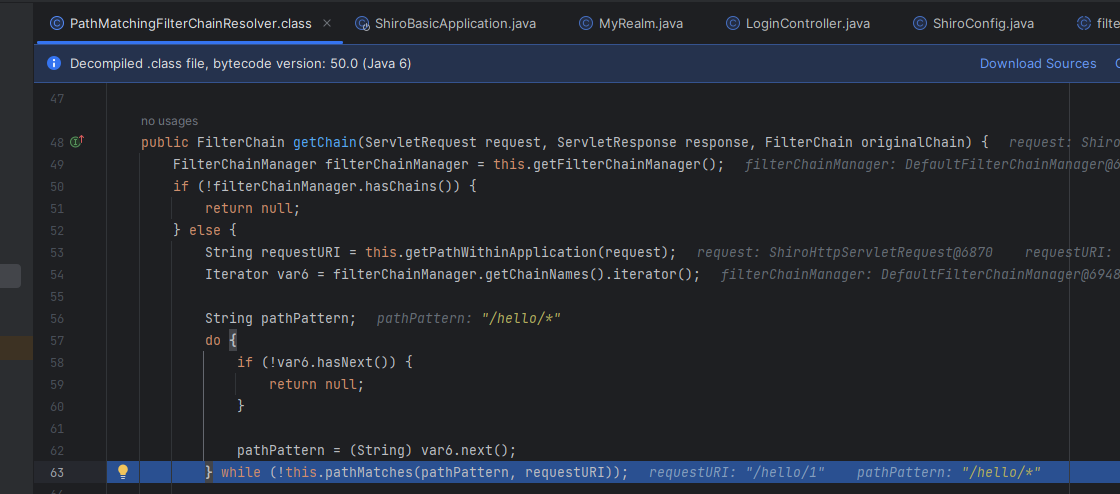 PathMatchingFilterChainResolver.class ShiroBasicApplication.java MyRealm.java LoginController.java ShiroConfig.java filte
Decompiled .class file, bytecode version: 50.0 (Java 6) Download Sources
47
no usages
48 public FilterChain getChain(ServletRequest request, ServletResponse response, FilterChain originalChain) { request: Shiro
49 FilterChainManager filterChainManager = this.getFilterChainManager(); filterChainManager: DefaultFilterChainManager@6
50 if (!filterChainManager.hasChains()) {
51 return null;
52 } else {
53 String requestURI = this.getPathWithinApplication(request); request: ShiroHttpServletRequest@6870 requestURI:
54 Iterator var6 = filterChainManager.getChainNames().iterator(); filterChainManager: DefaultFilterChainManager@6948
55
56 String pathPattern; pathPattern: "/hello/*"
57 do {
58 if (!var6.hasNext()) {
59 return null;
60 }
61
62 pathPattern = (String) var6.next();
63 } while (!this.pathMatches(pathPattern, requestURI)); requestURI: "/hello/1" pathPattern: "/hello/*"